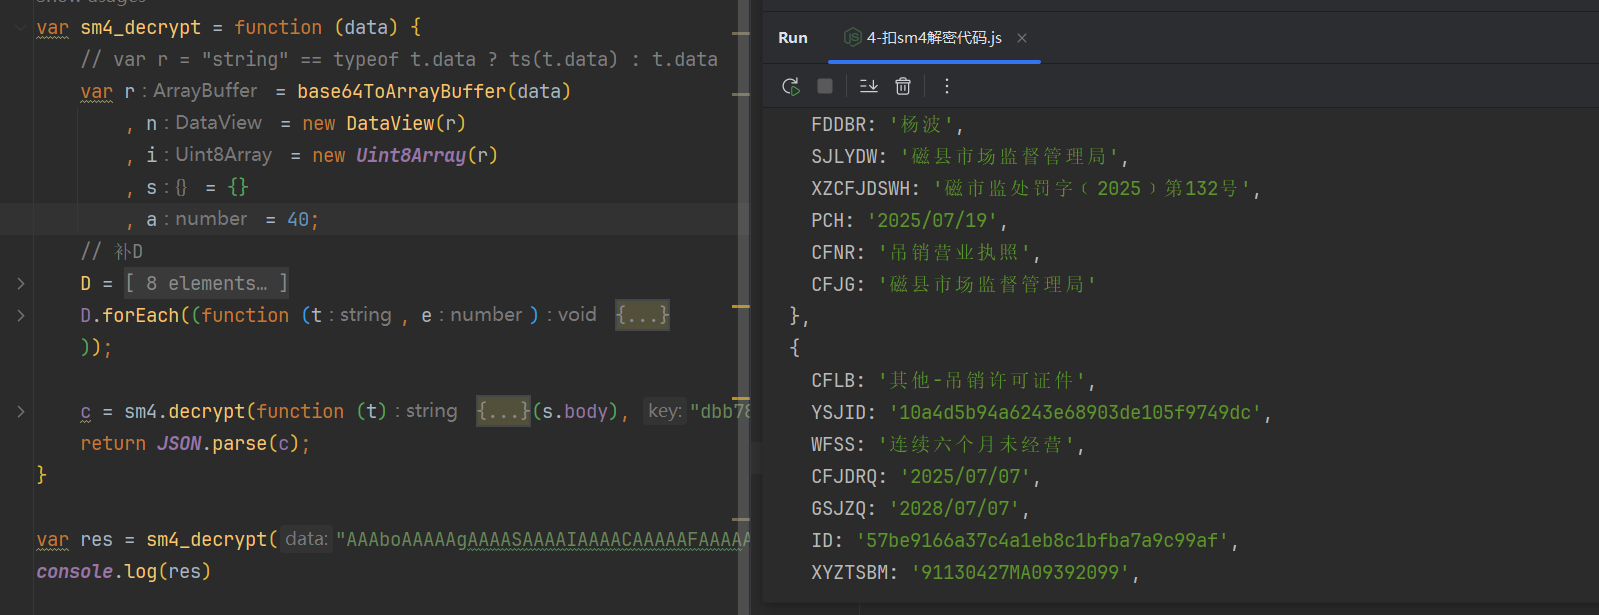 var sm4_decrypt = function (data) {
// var r = "string" == typeof t.data ? ts(t.data) : t.data
var r : ArrayBuffer = base64ToArrayBuffer(data)
, n : DataView = new DataView(r)
, i : Uint8Array = new Uint8Array(r)
, s : {} = {}
, a : number = 40;
// 补D
D = [ 8 elements… ]
D.forEach((function (t : string , e : number ) : void {...}
));
c = sm4.decrypt(function (t) : string {...}(s.body), key: "dbb78
return JSON.parse(c);
}
var res = sm4_decrypt( data: "AAAboAAAAAgAAAASAAAAIAAAACAAAAAFAAAAA
console.log(res)
Run
JS 4-扣sm4解密代码.js ×
FDDBR: '杨波',
SJLYDW: '磁县市场监督管理局',
XZCFJDSWH: '磁市监处罚字﹝2025﹞第132号',
PCH: '2025/07/19',
CFNR: '吊销营业执照',
CFJG: '磁县市场监督管理局'
},
{
CFLB: '其他-吊销许可证件',
YSJID: '10a4d5b94a6243e68903de105f9749dc',
WFSS: '连续六个月未经营',
CFJDRQ: '2025/07/07',
GSJZQ: '2028/07/07',
ID: '57be9166a37c4a1eb8c1bfba7a9c99af',
XYZTSBM: '91130427MA09392099',